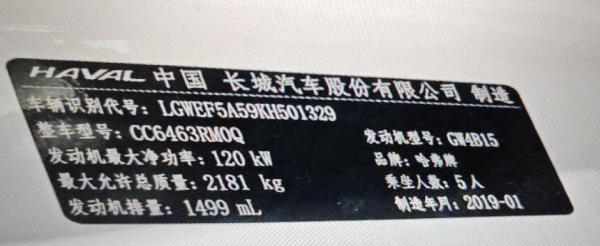 HAVAL 中国 长城汽车股份有限公司 制造
车辆识别代号: LGWEF5A59KH501329
整车型号: CC6463RM0Q 发动机型号: GW4B15
发动机最大净功率: 120 kW 品牌: 哈弗牌
最大允许总质量: 2181 kg 乘坐人数: 5人
发动机排量: 1499 mL 制造年月: 2019-01